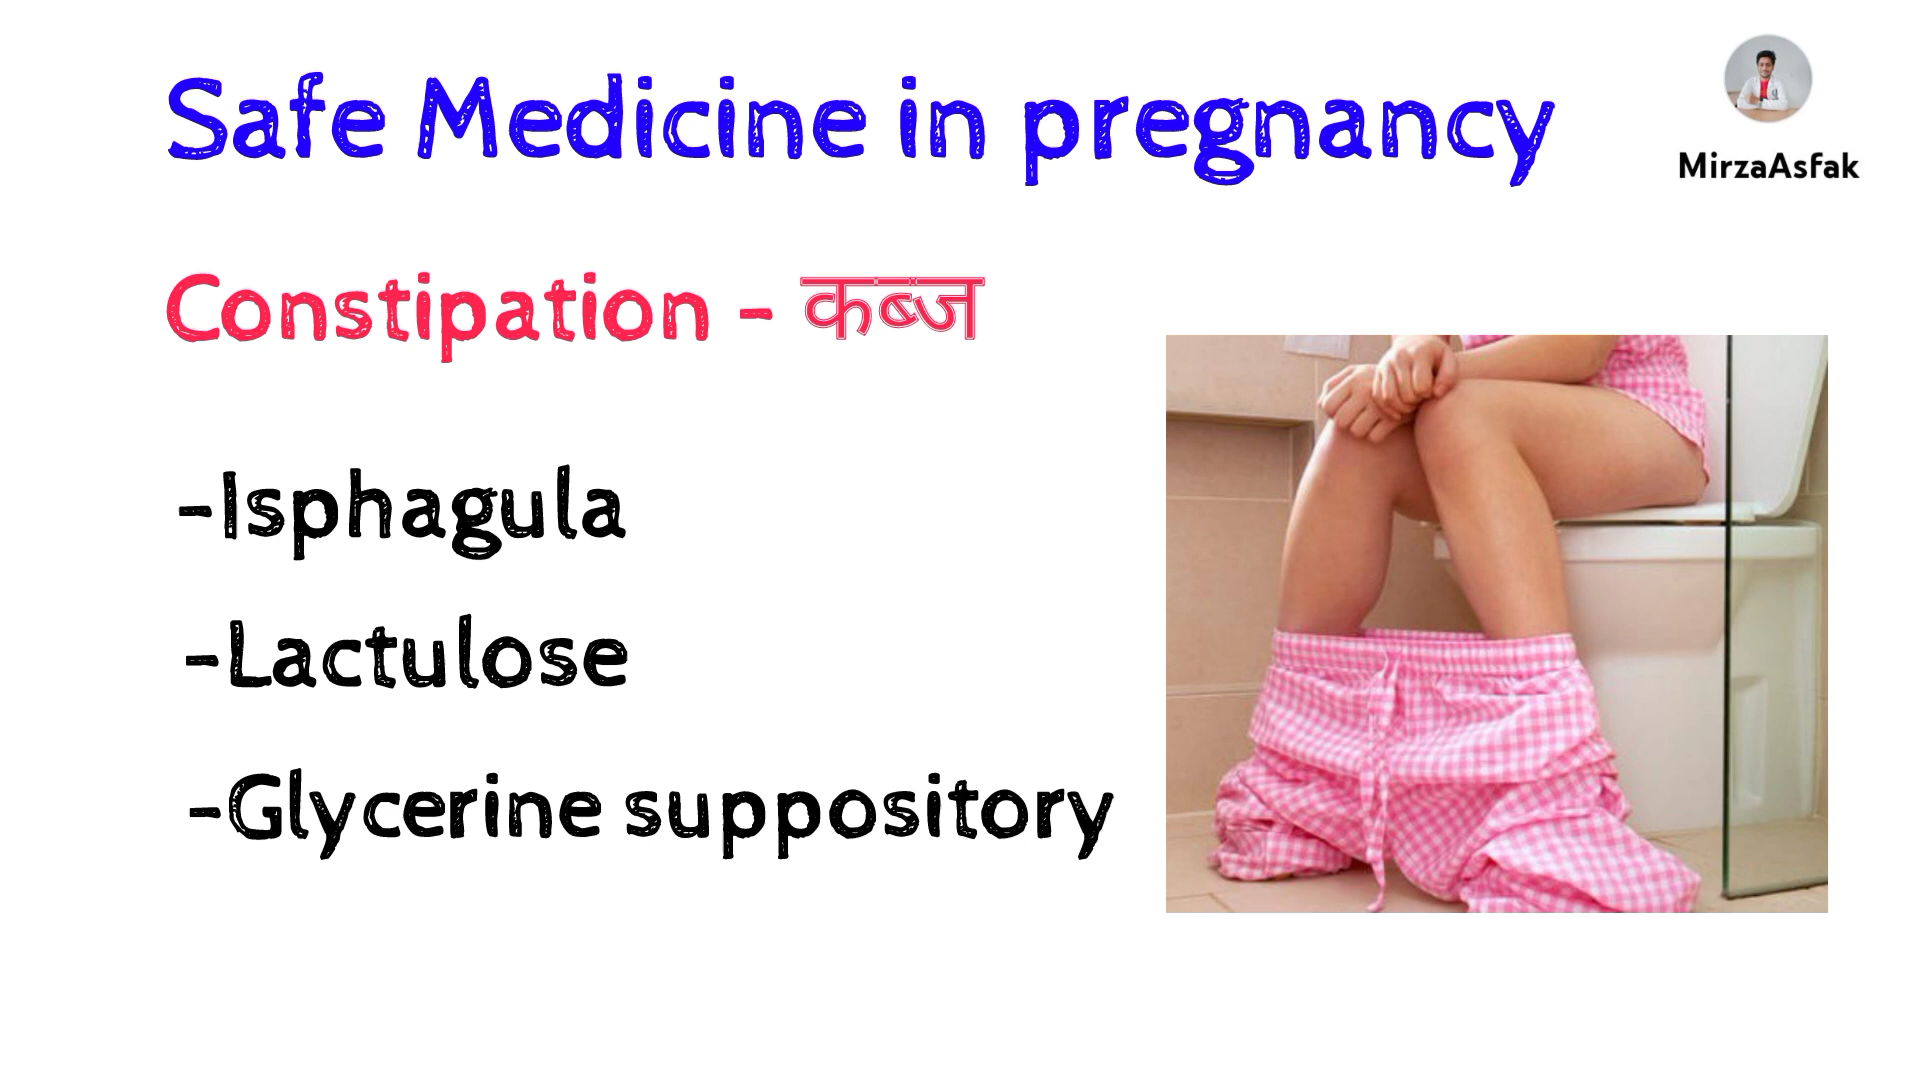 Safe Medicine in pregnancy
MirzaAsfak
Constipation - कब्ज
-Isphagula
-Lactulose
-Glycerine suppository